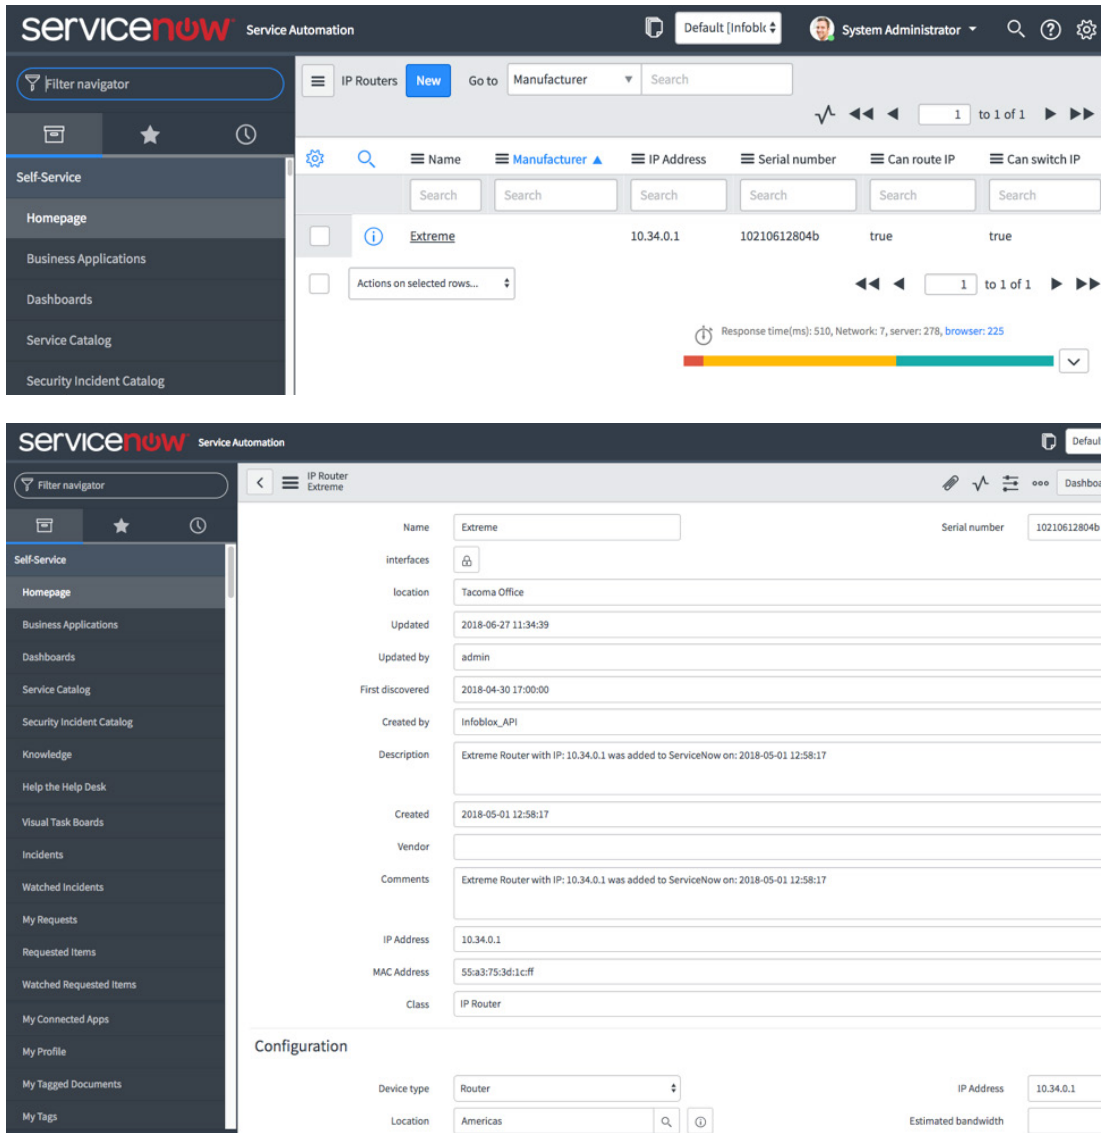 servicenow Service Automation
Default [Infoblc
System Administrator
Filter navigator
IP Routers New Go to Manufacturer Search
1 to 1 of 1
Name Manufacturer ▲ IP Address Serial number Can route IP Can switch IP
Self-Service
Search Search Search Search Search Search
Homepage
Extreme 10.34.0.1 10210612804b true true
Business Applications
Actions on selected rows... 1 to 1 of 1
Dashboards
Response time(ms): 510, Network: 7, server: 278, browser: 225
Service Catalog
Security Incident Catalog
servicenow Service Automation
Defaul
Filter navigator
IP Router
Extreme
Dashboa
Name Extreme Serial number 10210612804b
Self-Service
interfaces
Homepage
location Tacoma Office
Business Applications
Updated 2018-06-27 11:34:39
Dashboards
Updated by admin
Service Catalog
First discovered 2018-04-30 17:00:00
Security Incident Catalog
Created by Infoblox_API
Knowledge
Description Extreme Router with IP: 10.34.0.1 was added to ServiceNow on: 2018-05-01 12:58:17
Help the Help Desk
Visual Task Boards
Created 2018-05-01 12:58:17
Incidents
Vendor
Watched Incidents
Comments Extreme Router with IP: 10.34.0.1 was added to ServiceNow on: 2018-05-01 12:58:17
My Requests
Requested Items
IP Address 10.34.0.1
Watched Requested Items
MAC Address 55:a3:75:3d:1c:ff
My Connected Apps
Class IP Router
My Profile
Configuration
My Tagged Documents
Device type Router IP Address 10.34.0.1
My Tags
Location Americas Estimated bandwidth